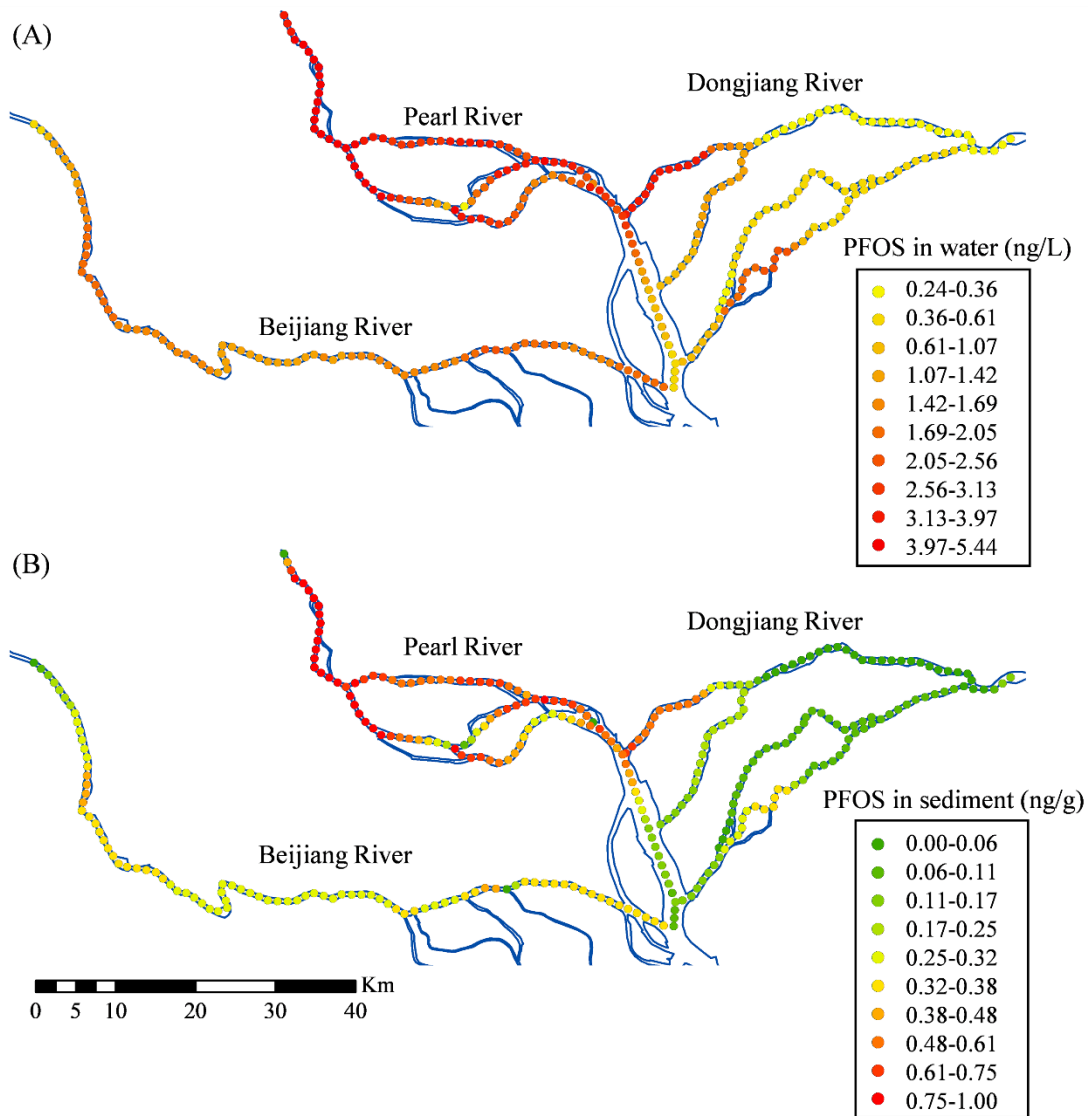 (A)
Pearl River
Dongjiang River
Beijiang River
PFOS in water (ng/L)
0.24-0.36
0.36-0.61
0.61-1.07
1.07-1.42
1.42-1.69
1.69-2.05
2.05-2.56
2.56-3.13
3.13-3.97
3.97-5.44
(B)
Pearl River
Dongjiang River
Beijiang River
PFOS in sediment (ng/g)
0.00-0.06
0.06-0.11
0.11-0.17
0.17-0.25
0.25-0.32
0.32-0.38
0.38-0.48
0.48-0.61
0.61-0.75
0.75-1.00
Km
0 5 10 20 30 40